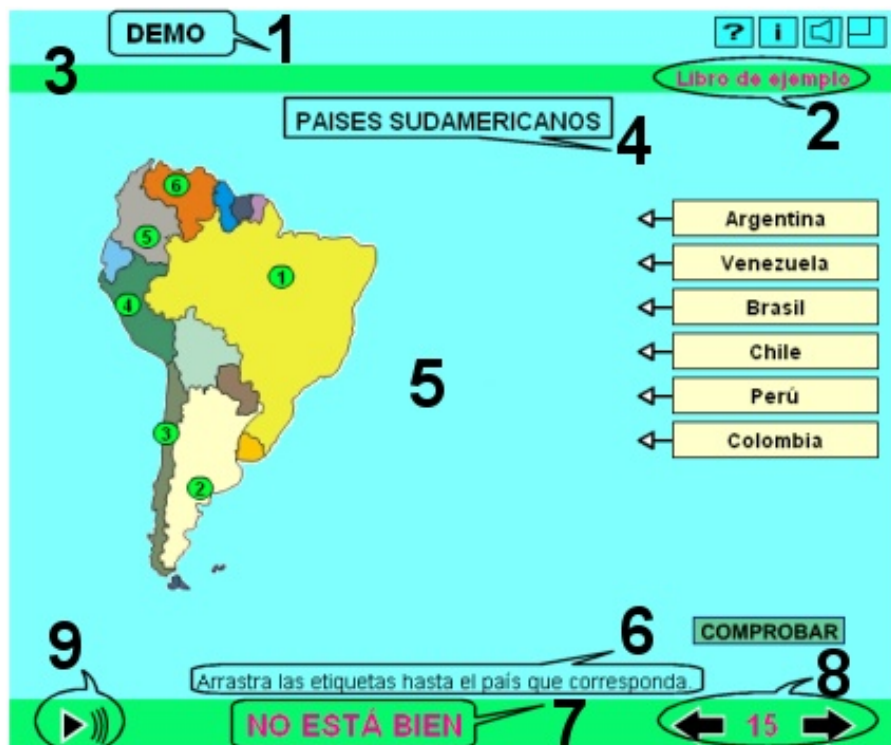 DEMO
1
?
i
3
Libro de ejemplo
2
PAISES SUDAMERICANOS
4
6
5
1
4
3
2
Argentina
Venezuela
Brasil
Chile
Perú
Colombia
5
COMPROBAR
6
Arrastra las etiquetas hasta el país que corresponda.
9
8
NO ESTÁ BIEN
7
15